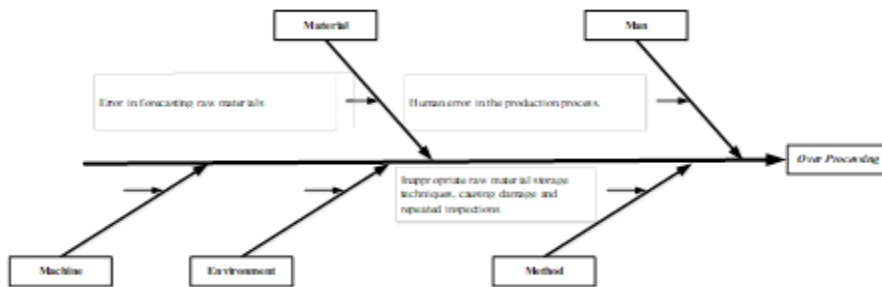 Material
Man
Error in forecasting raw materials
Human error in the production process.
Over Processing
Inappropriate raw material storage
techniques, causing damage and
repeated inspections
Machine
Environment
Method